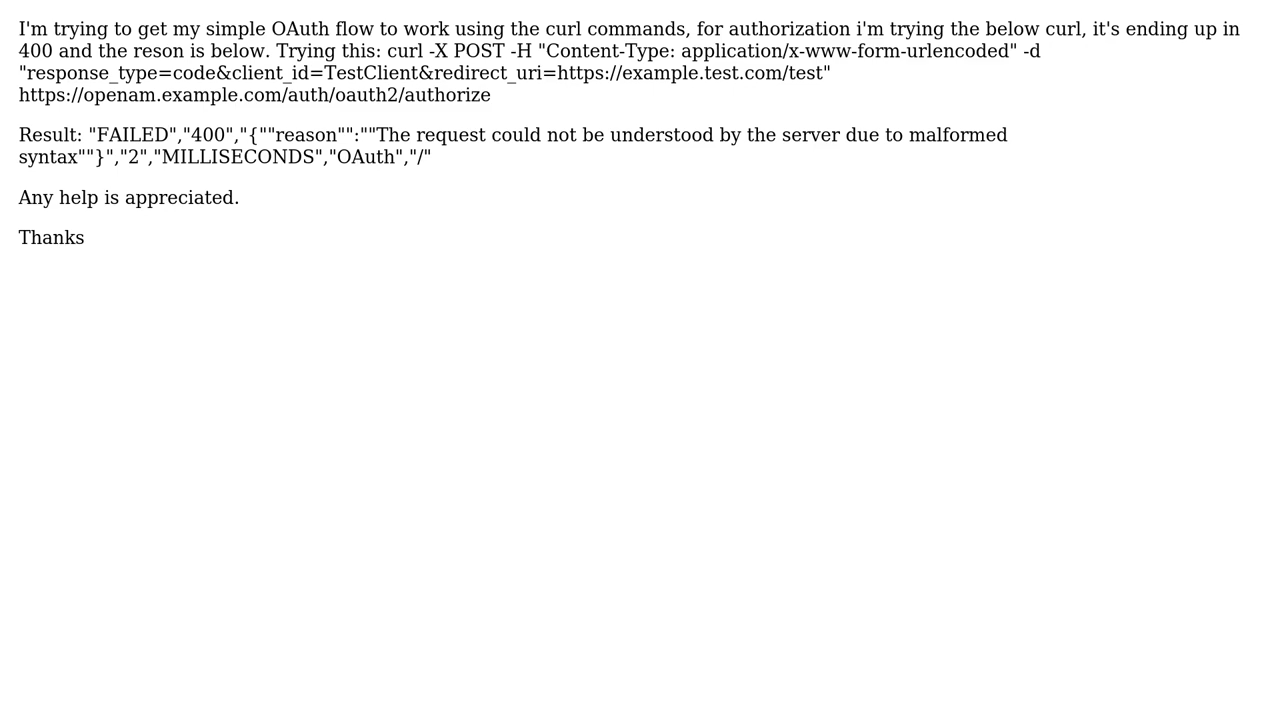 I'm trying to get my simple OAuth flow to work using the curl commands, for authorization i'm trying the below curl, it's ending up in
400 and the reson is below. Trying this: curl -X POST -H "Content-Type: application/x-www-form-urlencoded" -d
"response_type=code&client_id=TestClient&redirect_uri=https://example.test.com/test"
https://openam.example.com/auth/oauth2/authorize
Result: "FAILED","400","{""reason"":""The request could not be understood by the server due to malformed
syntax""}","2","MILLISECONDS","OAuth","/"
Any help is appreciated.
Thanks